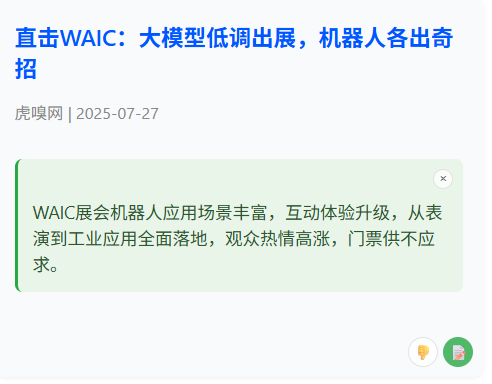 直击WAIC：大模型低调出展，机器人各出奇
招
虎嗅网 | 2025-07-27
×
WAIC展会机器人应用场景丰富，互动体验升级，从表
演到工业应用全面落地，观众热情高涨，门票供不应
求。